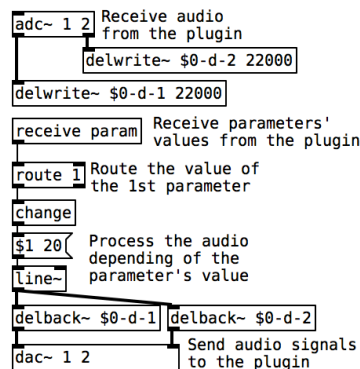 adc~ 1 2
Receive audio
from the plugin
delwrite~ $0-d-2 22000
delwrite~ $0-d-1 22000
receive param
Receive parameters'
values from the plugin
route 1
Route the value of
the 1st parameter
change
$1 20
Process the audio
depending of the
parameter's value
line~
delback~ $0-d-1
delback~ $0-d-2
dac~ 1 2
Send audio signals
to the plugin